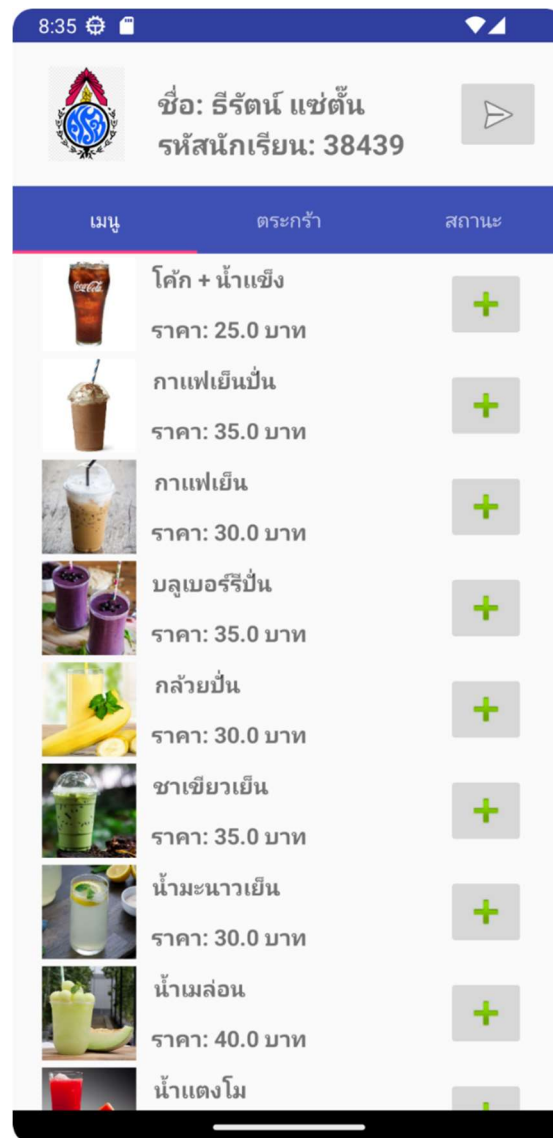 8:35
ชื่อ: ธีรัตน์ แซ่ตั๊น
รหัสนักเรียน: 38439
เมนู ตระกร้า สถานะ
Coca-Cola
โค้ก + น้ำแข็ง
ราคา: 25.0 บาท
กาแฟเย็นปั่น
ราคา: 35.0 บาท
กาแฟเย็น
ราคา: 30.0 บาท
บลูเบอร์รีปั่น
ราคา: 35.0 บาท
กล้วยปั่น
ราคา: 30.0 บาท
ชาเขียวเย็น
ราคา: 35.0 บาท
น้ำมะนาวเย็น
ราคา: 30.0 บาท
น้ำเมล่อน
ราคา: 40.0 บาท
น้ำแตงโม